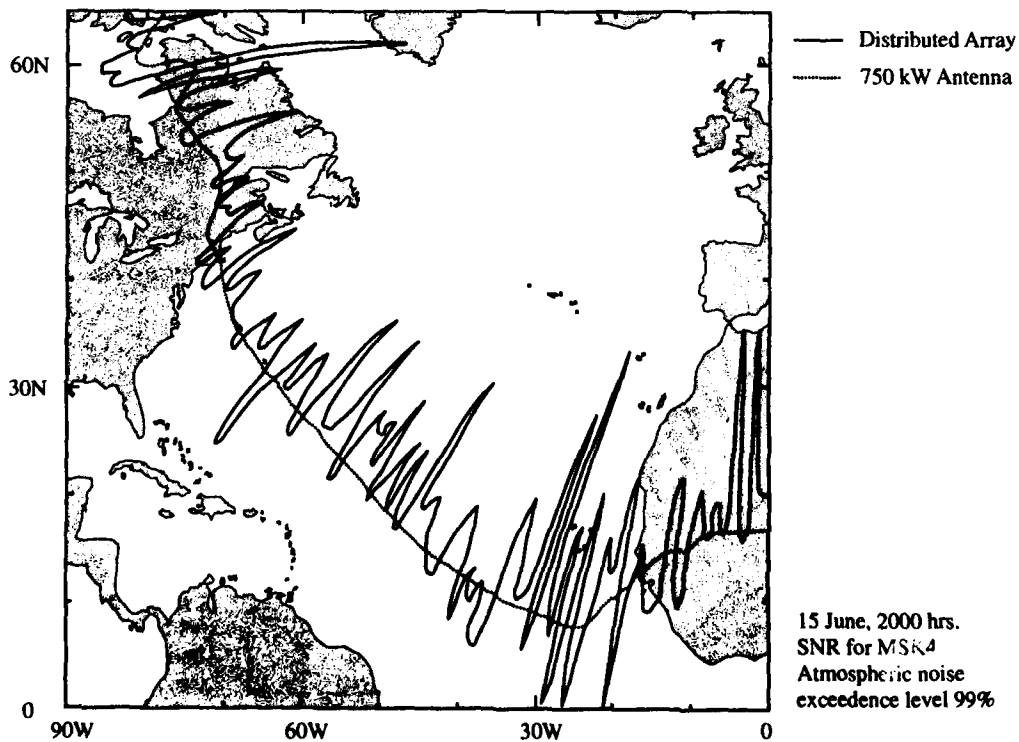 60N
30N
0
90W
60W
30W
0
Distributed Array
750 kW Antenna
15 June, 2000 hrs.
SNR for MSK4
Atmospheric noise
exceedence level 99%